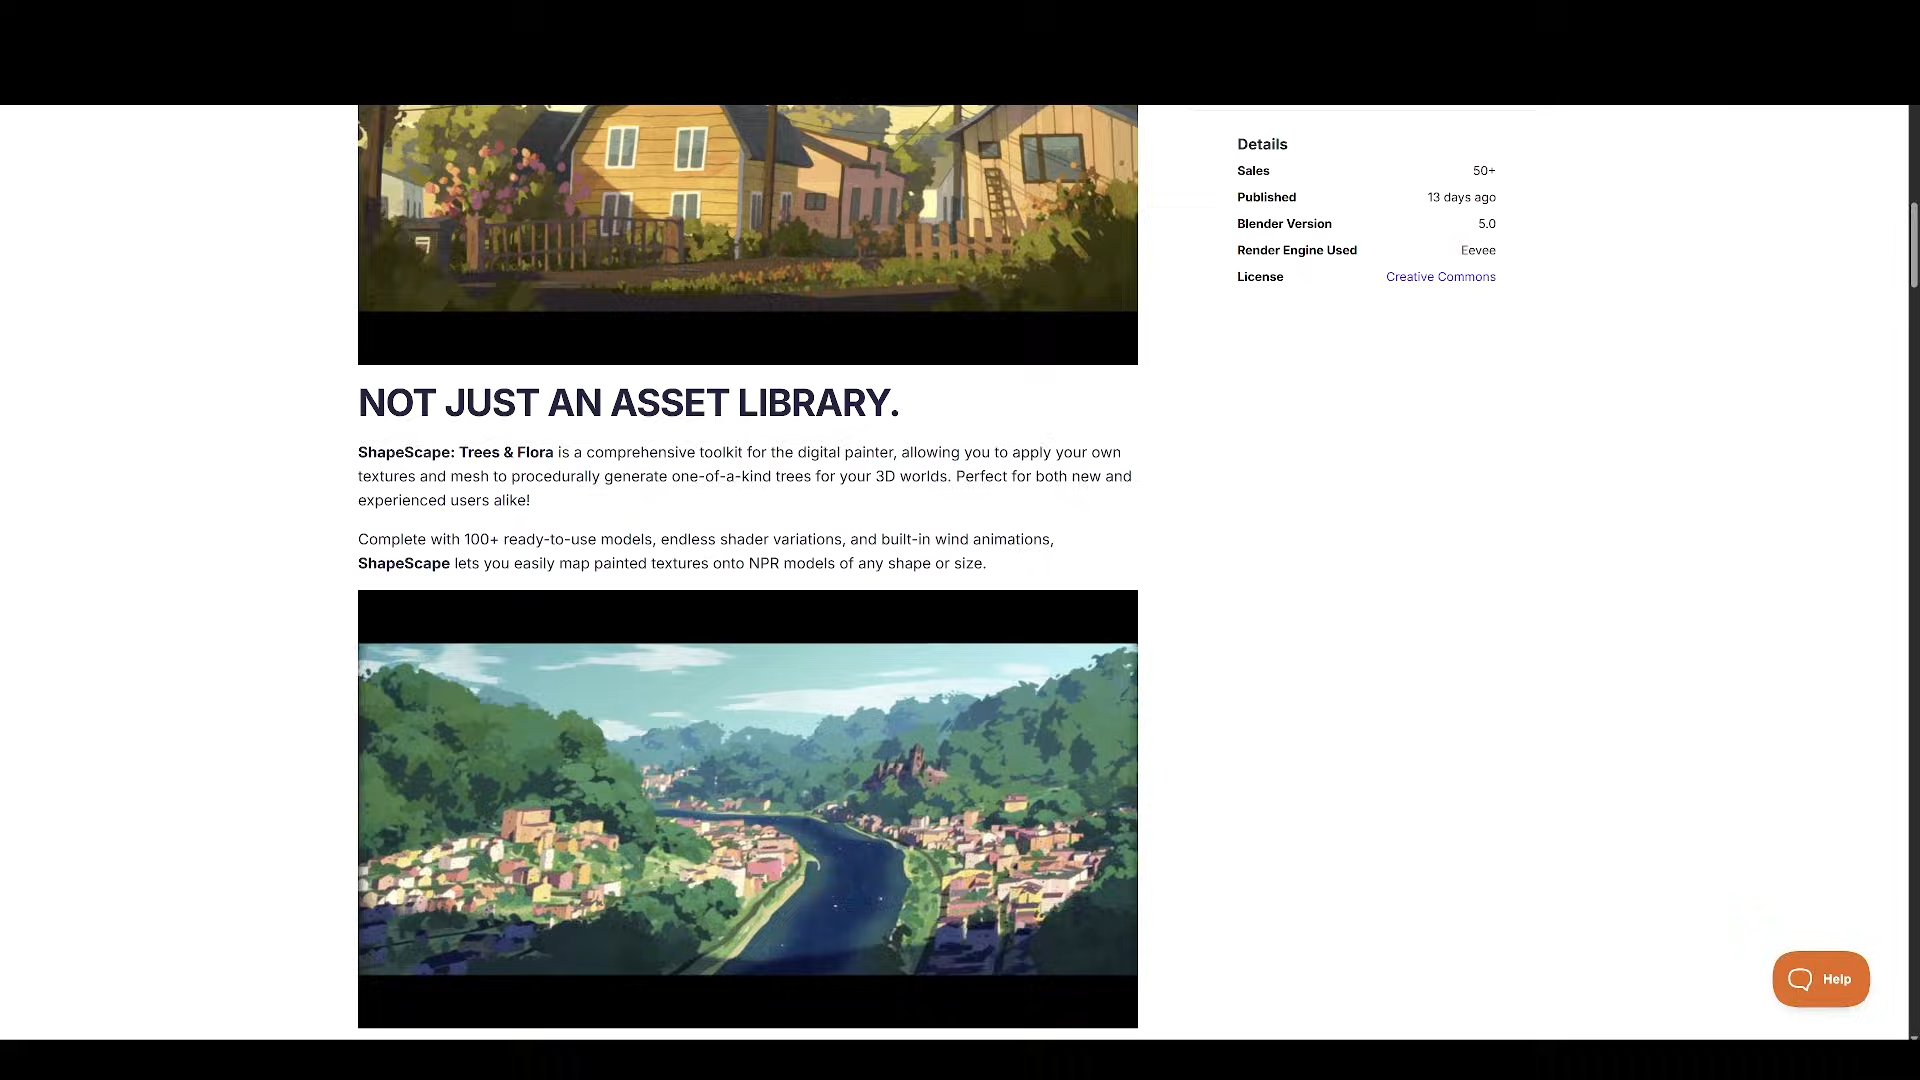 Details
Sales 50+
Published 13 days ago
Blender Version 5.0
Render Engine Used Eevee
License Creative Commons
NOT JUST AN ASSET LIBRARY.
ShapeScape: Trees & Flora is a comprehensive toolkit for the digital painter, allowing you to apply your own
textures and mesh to procedurally generate one-of-a-kind trees for your 3D worlds. Perfect for both new and
experienced users alike!
Complete with 100+ ready-to-use models, endless shader variations, and built-in wind animations,
ShapeScape lets you easily map painted textures onto NPR models of any shape or size.
Help